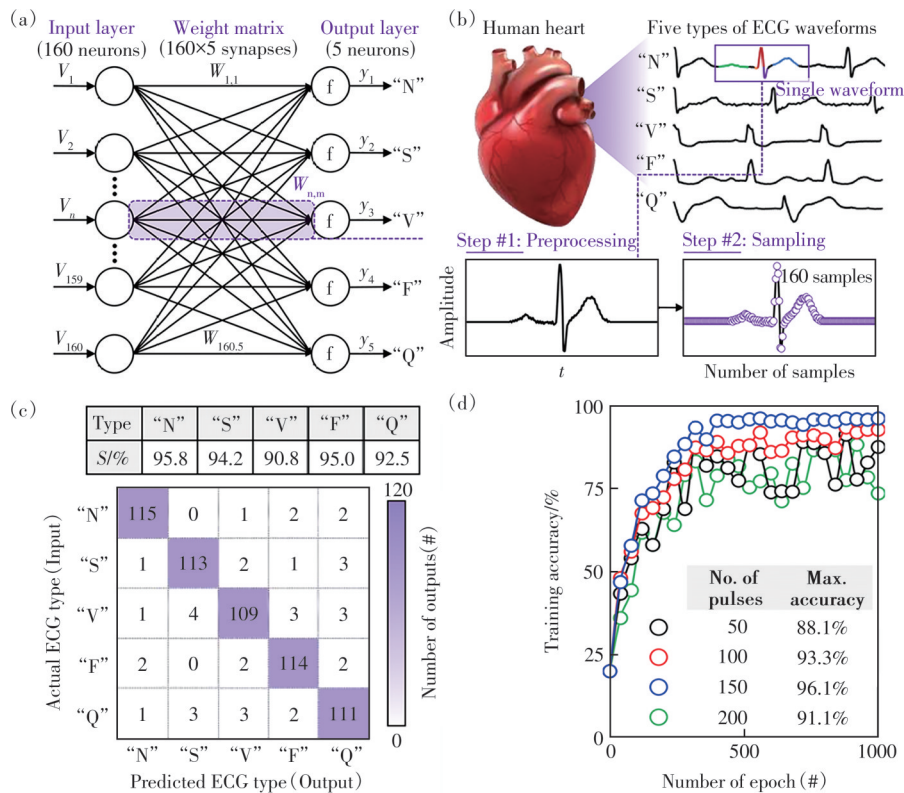 (a)
Input layer Weight matrix Output layer
(160 neurons) (160×5 synapses) (5 neurons)
V1 W1,1 f y1 "N"
V2 f y2 "S"
Wn,m
Vn f y3 "V"
V159 f y4 "F"
V160 W160.5 f y5 "Q"
(b)
Human heart Five types of ECG waveforms
"N"
Single waveform
"S"
"V"
"F"
"Q"
Step #1: Preprocessing Step #2: Sampling
160 samples
Amplitude
t Number of samples
(c)
Type "N" "S" "V" "F" "Q"
S/% 95.8 94.2 90.8 95.0 92.5
"N" 115 0 1 2 2
"S" 1 113 2 1 3
"V" 1 4 109 3 3
"F" 2 0 2 114 2
"Q" 1 3 3 2 111
"N" "S" "V" "F" "Q"
Actual ECG type(Input)
Predicted ECG type(Output)
120
Number of outputs(#)
0
(d)
100
75
50
25
0
Training accuracy/%
No. of pulses Max. accuracy
50 88.1%
100 93.3%
150 96.1%
200 91.1%
0 500 1000
Number of epoch(#)